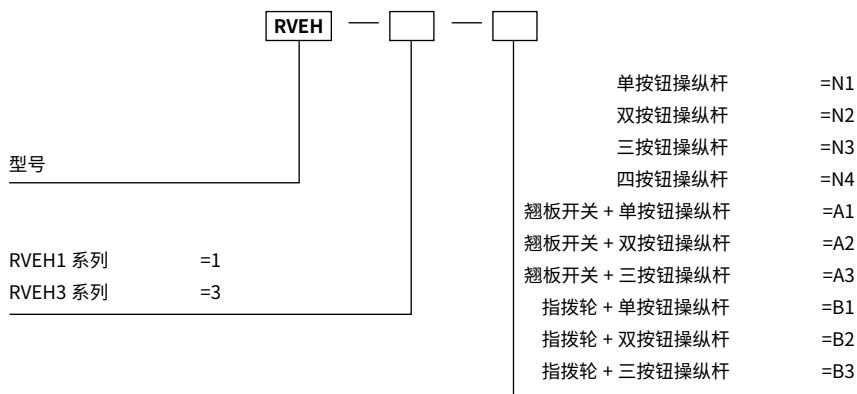 RVEH
单按钮操纵杆 =N1
双按钮操纵杆 =N2
三按钮操纵杆 =N3
四按钮操纵杆 =N4
翘板开关 + 单按钮操纵杆 =A1
翘板开关 + 双按钮操纵杆 =A2
翘板开关 + 三按钮操纵杆 =A3
指拨轮 + 单按钮操纵杆 =B1
指拨轮 + 双按钮操纵杆 =B2
指拨轮 + 三按钮操纵杆 =B3
型号
RVEH1 系列 =1
RVEH3 系列 =3